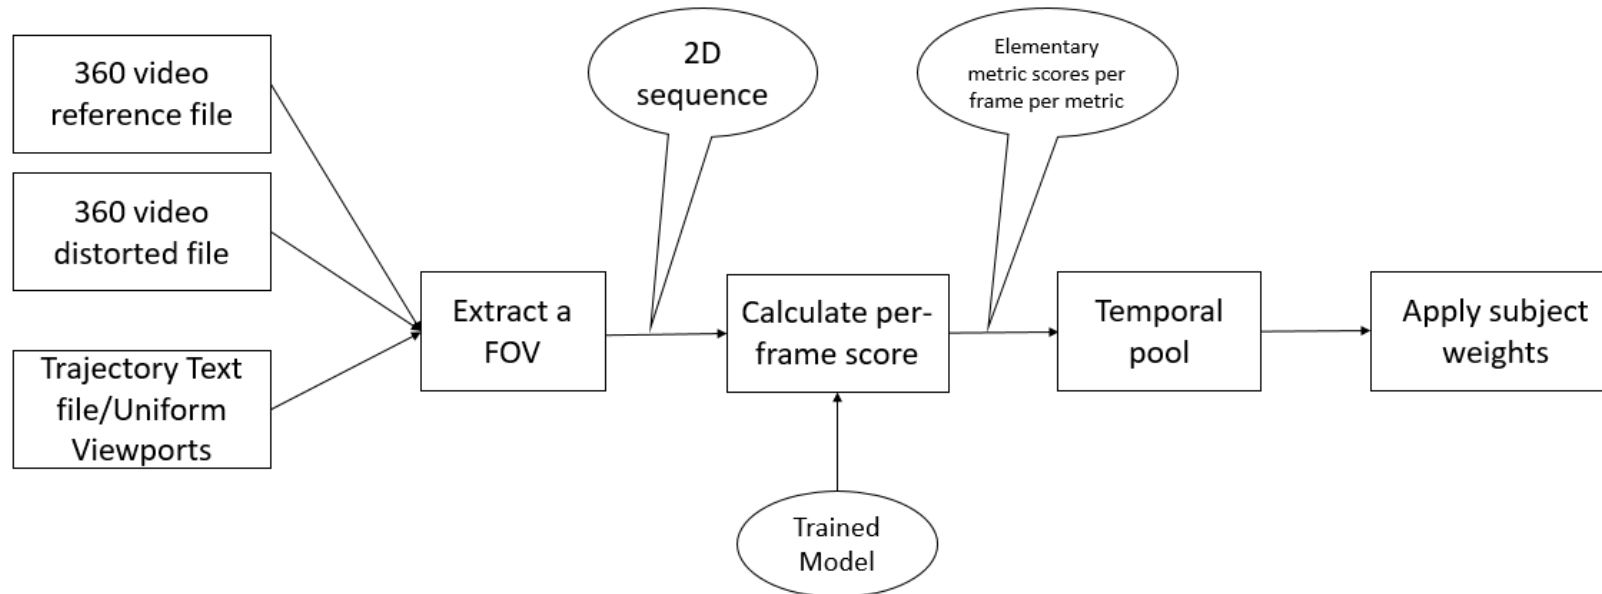 360 video
reference file
360 video
distorted file
Trajectory Text
file/Uniform
Viewports
Extract a
FOV
2D
sequence
Calculate per-
frame score
Trained
Model
Elementary
metric scores per
frame per metric
Temporal
pool
Apply subject
weights